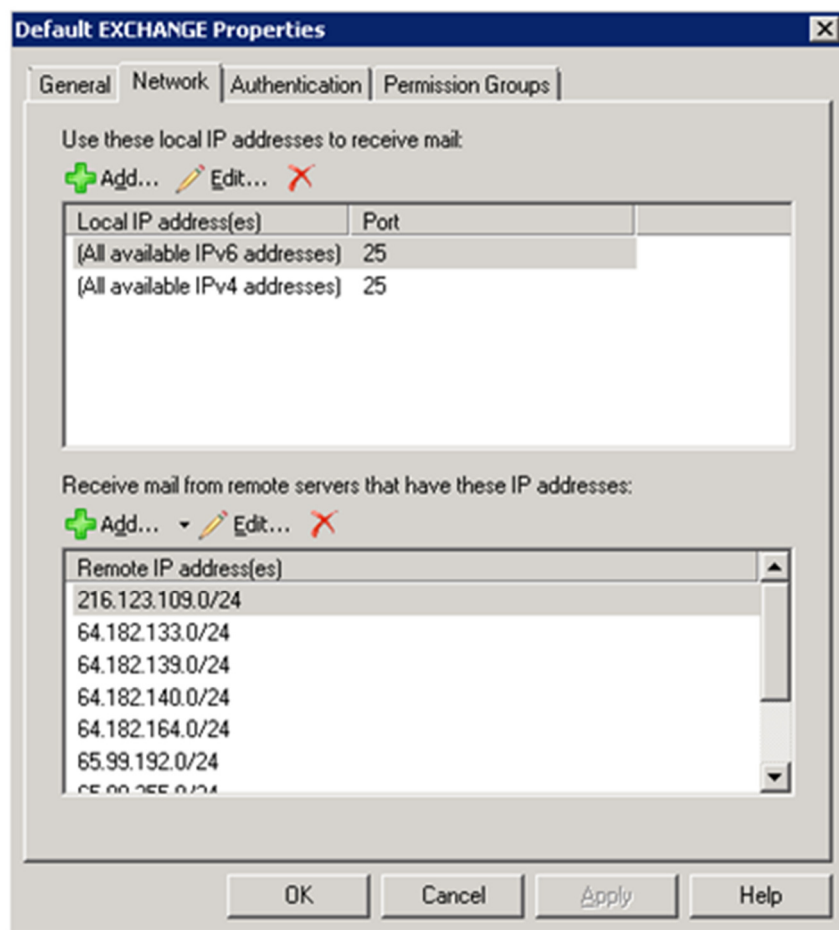 Default EXCHANGE Properties
General Network Authentication Permission Groups
Use these local IP addresses to receive mail:
Add... Edit...
Local IP address(es) Port
(All available IPv6 addresses) 25
(All available IPv4 addresses) 25
Receive mail from remote servers that have these IP addresses:
Add... Edit...
Remote IP address(es)
216.123.109.0/24
64.182.133.0/24
64.182.139.0/24
64.182.140.0/24
64.182.164.0/24
65.99.192.0/24
OK Cancel Apply Help